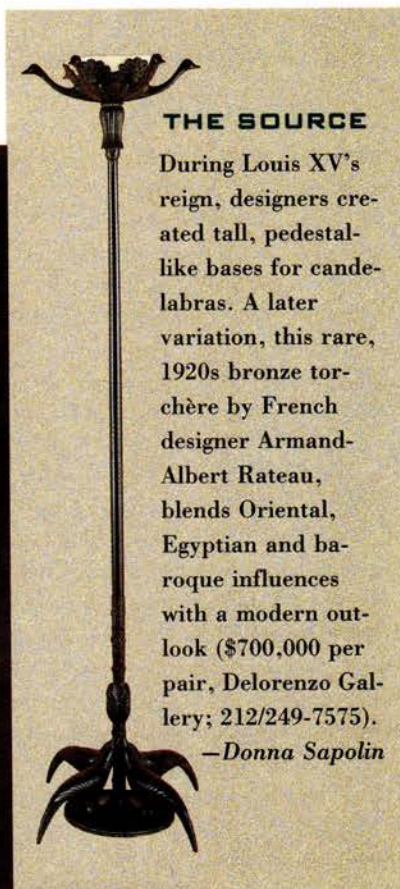 THE SOURCE
During Louis XV's
reign, designers cre-
ated tall, pedestal-
like bases for cande-
labras. A later
variation, this rare,
1920s bronze tor-
chère by French
designer Armand-
Albert Rateau,
blends Oriental,
Egyptian and ba-
roque influences
with a modern out-
look ($700,000 per
pair, Delorenzo Gal-
lery; 212/249-7575).
—Donna Sapolin